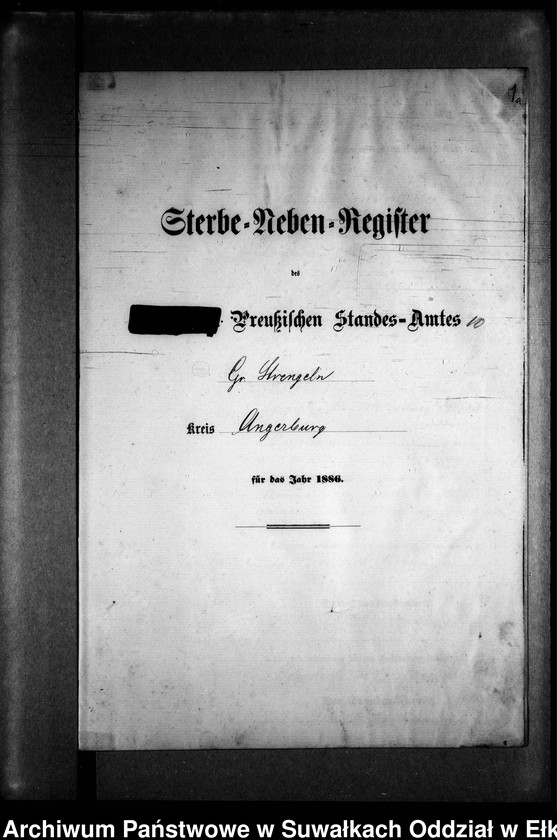 1a
Sterbe-Neben-Register
des
Preußischen Standes-Amtes 10
Gr Strengeln
Kreis Angerburg
für das Jahr 1886.
Archiwum Państwowe w Suwałkach Oddział w Ełk